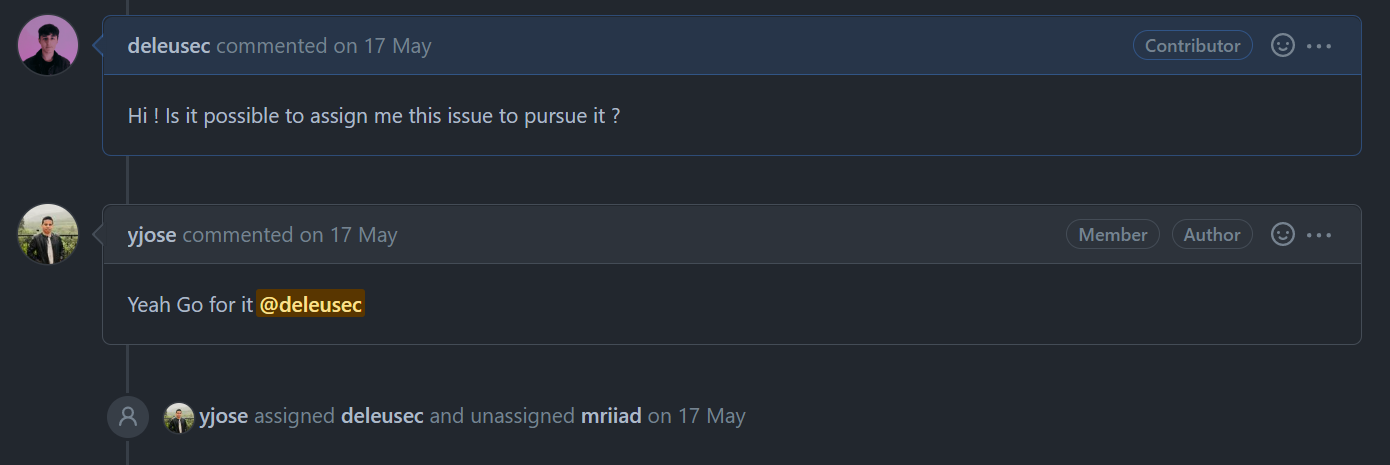 deleusec commented on 17 May Contributor
Hi ! Is it possible to assign me this issue to pursue it ?
yjose commented on 17 May Member Author
Yeah Go for it @deleusec
yjose assigned deleusec and unassigned mriiad on 17 May